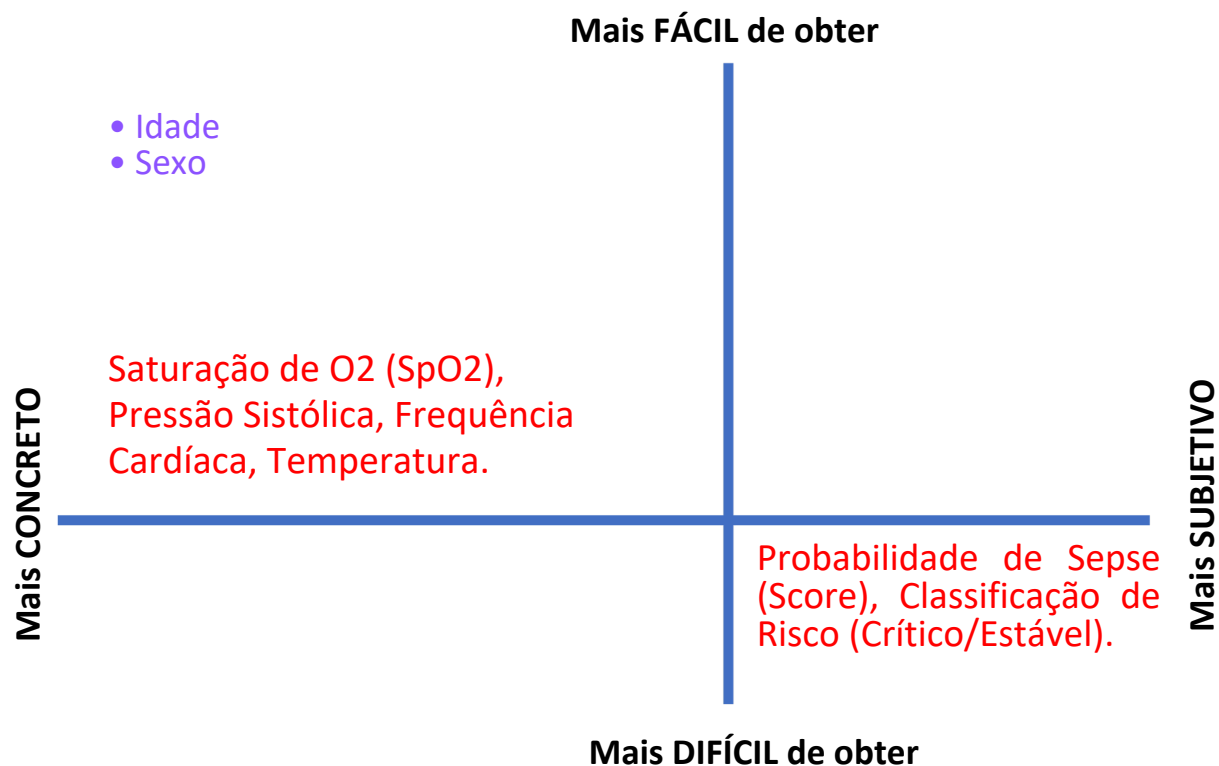 Mais FÁCIL de obter
• Idade
• Sexo
Saturação de O2 (SpO2),
Pressão Sistólica, Frequência
Cardíaca, Temperatura.
Mais CONCRETO
Mais SUBJETIVO
Probabilidade de Sepse
(Score), Classificação de
Risco (Crítico/Estável).
Mais DIFÍCIL de obter